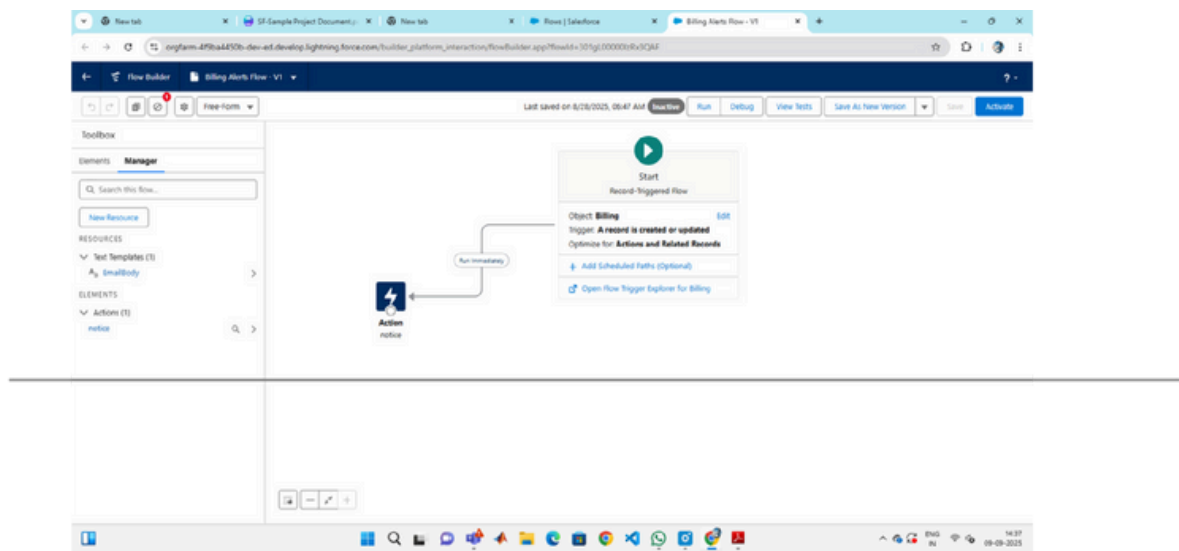 New tab
SF-Sample Project Document
New tab
Flows | Salesforce
Billing Alerts Flow - V1
Flow Builder
Billing Alerts Flow - V1
?
Free-Form
Last saved on 8/28/2025, 05:47 AM
Inactive
Run
Debug
View Tests
Save As New Version
Save
Activate
Toolbox
Elements
Manager
Search this flow...
New Resource
RESOURCES
Text Templates (1)
EmailBody
ELEMENTS
Actions (1)
notice
Start
Record-Triggered Flow
Object: Billing
Edit
Trigger: A record is created or updated
Optimize for: Actions and Related Records
+ Add Scheduled Paths (Optional)
Open Flow Trigger Explorer for Billing
Run Immediately
Action
notice
ENG
IN
14:37
09-09-2025